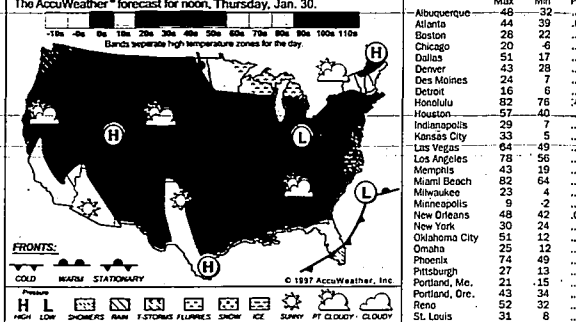 The AccuWeather forecast for noon, Thursday, Jan. 30.
-10s -0s 0s 10s 20s 30s 40s 50s 60s 70s 80s 90s 100s 110s
Bands seperate high temperature zones for the day.
H
H
L
L
H
FRONTS:
COLD WARM STATIONARY
© 1997 AccuWeather, Inc.
Pressure
H L
HIGH LOW SHOWERS RAIN T-STORMS FLURRIES SNOW ICE SUNNY PT CLOUDY CLOUDY
Max Min
Albuquerque 48 32
Atlanta 44 39
Boston 28 22
Chicago 20 -6
Dallas 51 17
Denver 43 28
Des Moines 24 7
Detroit 16 6
Honolulu 82 76
Houston 57 40
Indianapolis 29 7
Kansas City 33 5
Las Vegas 64 49
Los Angeles 78 56
Memphis 43 19
Miami Beach 82 64
Milwaukee 23 4
Minneapolis 9 -2
New Orleans 48 42
New York 30 24
Oklahoma City 51 12
Omaha 25 12
Phoenix 74 49
Pittsburgh 27 13
Portland, Me. 21 .15
Portland, Ore. 43 34
Reno 52 32
St. Louis 31 8